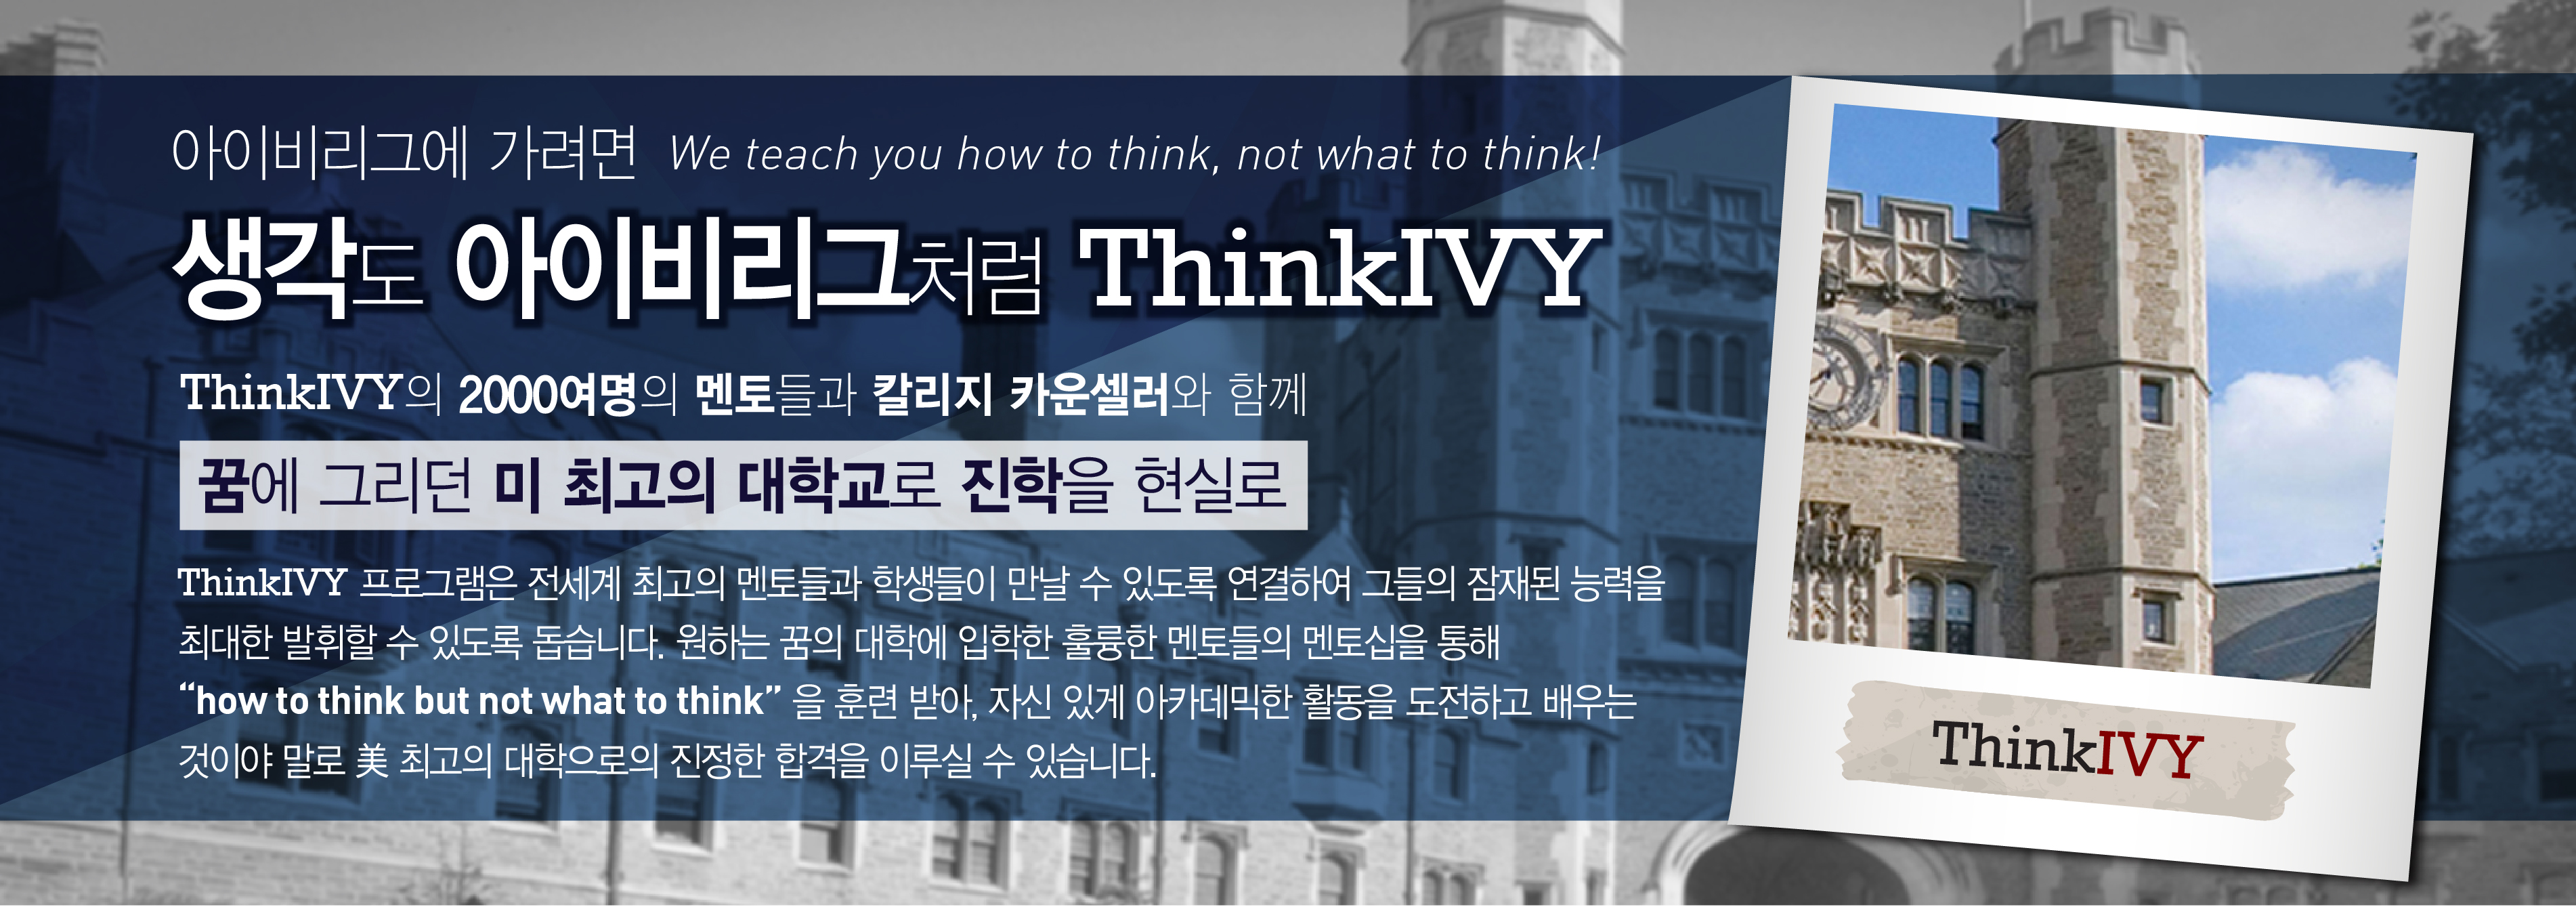 아이비리그에 가려면 We teach you how to think, not what to think!
생각도 아이비리그처럼 ThinkIVY
ThinkIVY의 2000여명의 멘토들과 칼리지 카운셀러와 함께
꿈에 그리던 미 최고의 대학교로 진학을 현실로
ThinkIVY 프로그램은 전세계 최고의 멘토들과 학생들이 만날 수 있도록 연결하여 그들의 잠재된 능력을
최대한 발휘할 수 있도록 돕습니다. 원하는 꿈의 대학에 입학한 훌륭한 멘토들의 멘토십을 통해
“how to think but not what to think” 을 훈련 받아, 자신 있게 아카데믹한 활동을 도전하고 배우는
것이야 말로 美 최고의 대학으로의 진정한 합격을 이루실 수 있습니다.
ThinkIVY